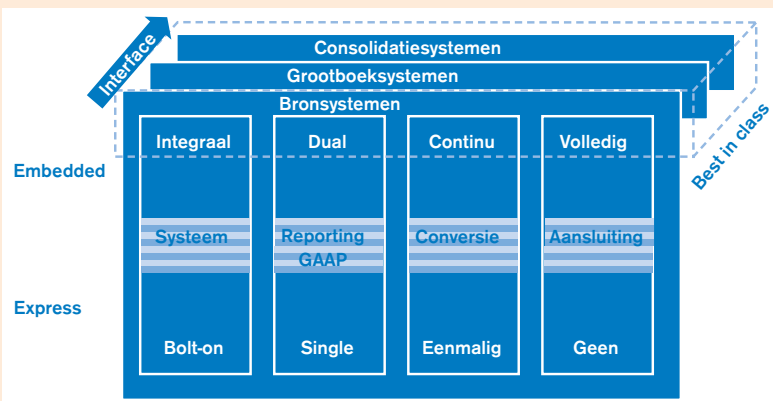 Interface
Consolidatiesystemen
Grootboeksystemen
Bronsystemen
Integraal
Dual
Continu
Volledig
Best in class
Embedded
Systeem
Reporting
GAAP
Conversie
Aansluiting
Express
Bolt-on
Single
Eenmalig
Geen